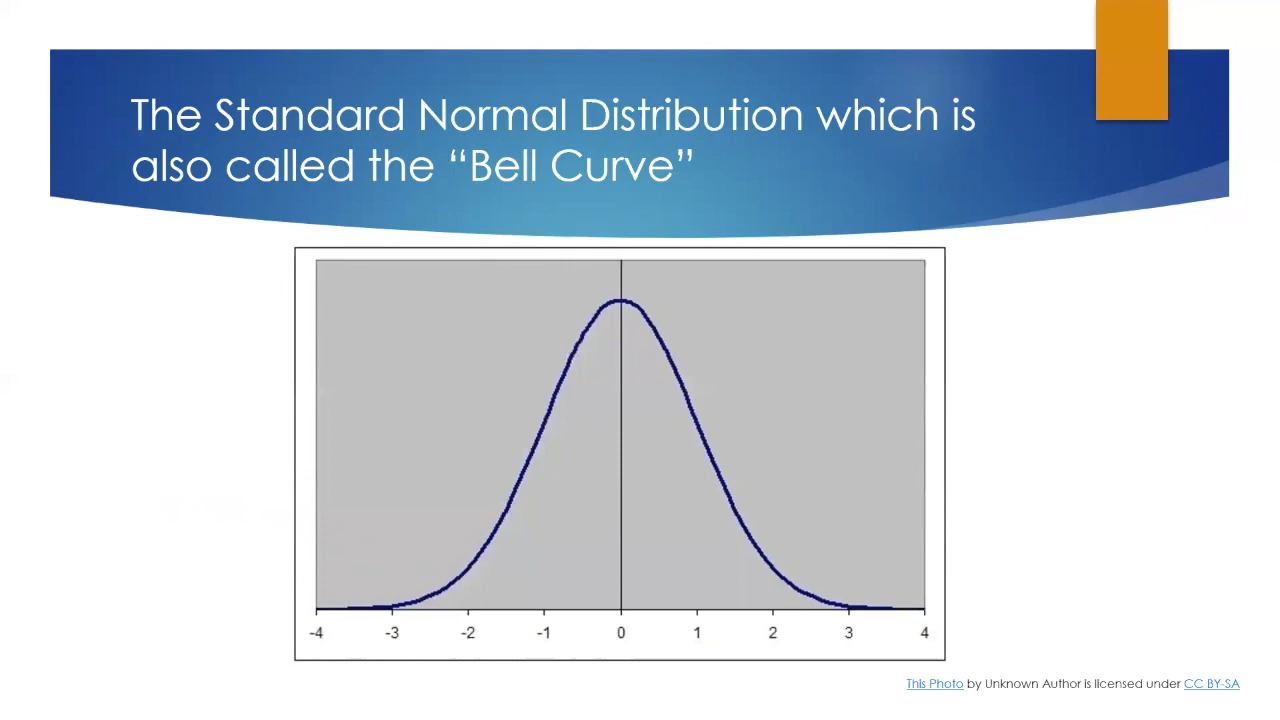 The Standard Normal Distribution which is
also called the “Bell Curve”
-4 -3 -2 -1 0 1 2 3 4
This Photo by Unknown Author is licensed under CC BY-SA